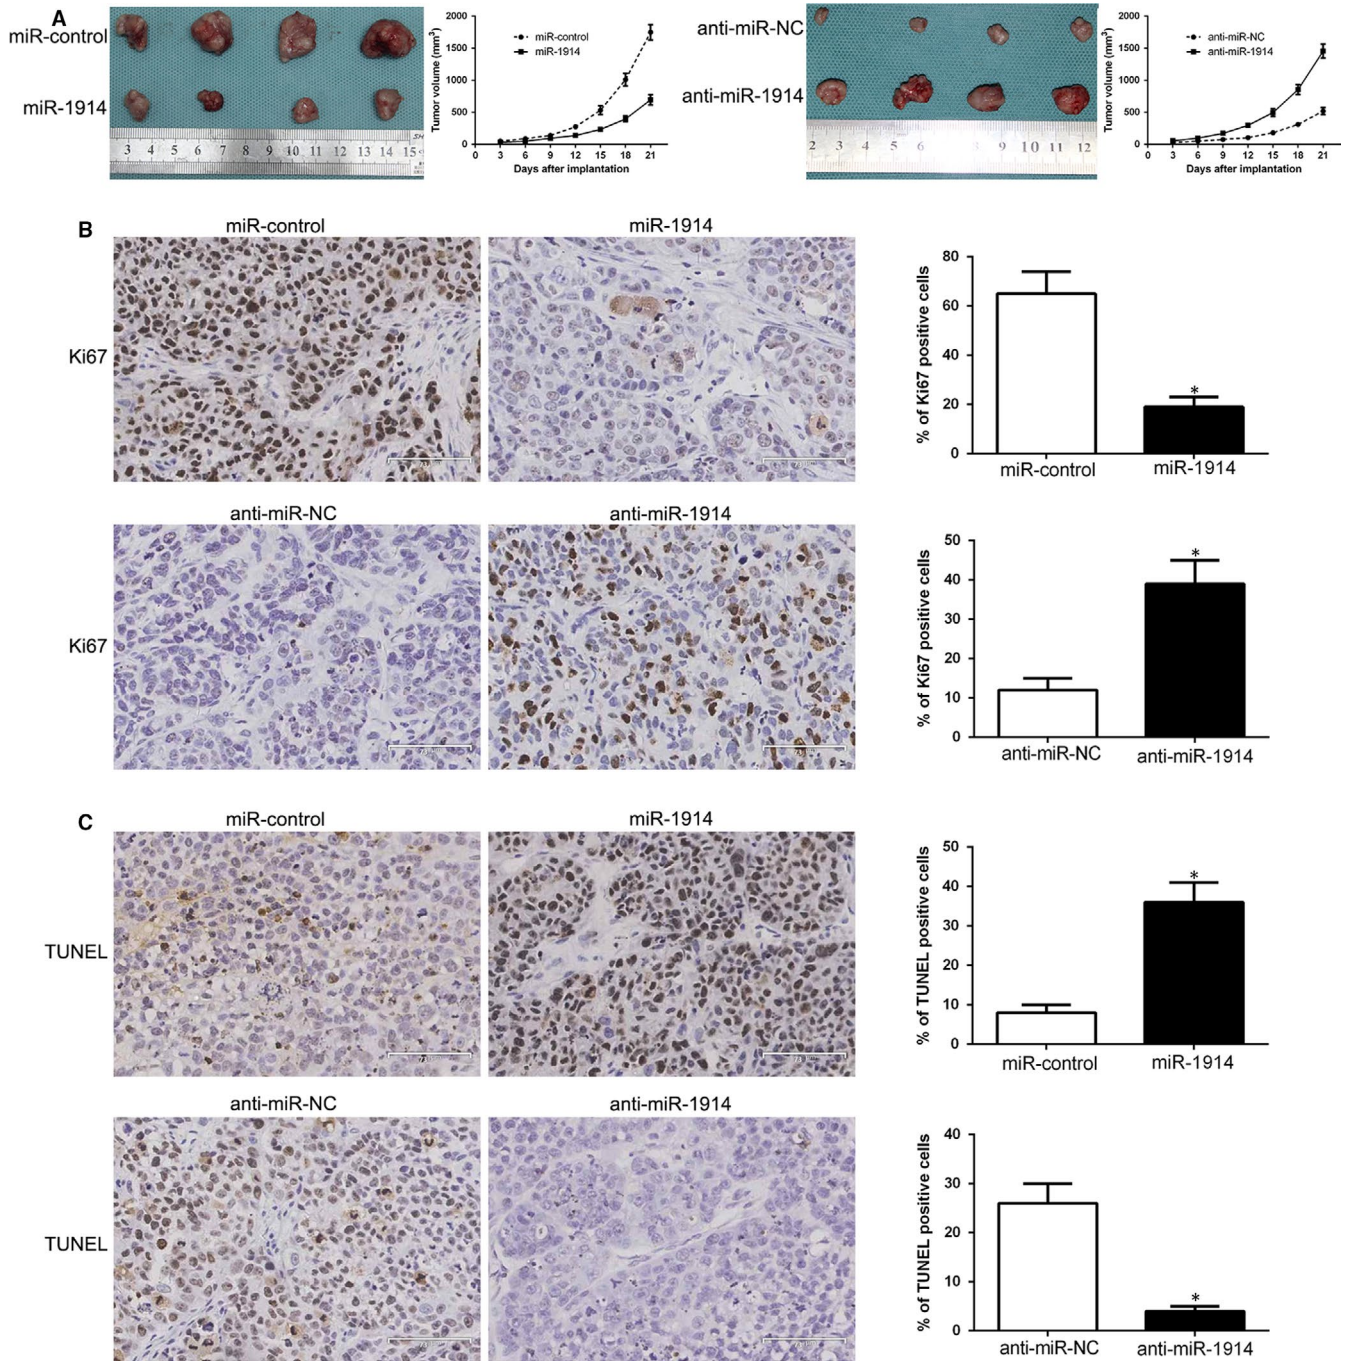 A
miR-control
miR-1914
3 4 5 6 7 8 9 10 11 12 13 14 15
Tumor volume (mm³)
2000
1500
1000
500
0
miR-control
miR-1914
0 3 6 9 12 15 18 21
Days after implantation
anti-miR-NC
anti-miR-1914
2 3 5 6 8 9 10 11 12
Tumor volume (mm³)
2000
1500
1000
500
0
anti-miR-NC
anti-miR-1914
0 3 6 9 12 15 18 21
Days after implantation
B
miR-control
miR-1914
Ki67
% of Ki67 positive cells
80
60
40
20
0
*
miR-control
miR-1914
anti-miR-NC
anti-miR-1914
Ki67
% of Ki67 positive cells
50
40
30
20
10
0
*
anti-miR-NC
anti-miR-1914
C
miR-control
miR-1914
TUNEL
% of TUNEL positive cells
50
40
30
20
10
0
*
miR-control
miR-1914
anti-miR-NC
anti-miR-1914
TUNEL
% of TUNEL positive cells
40
30
20
10
0
*
anti-miR-NC
anti-miR-1914